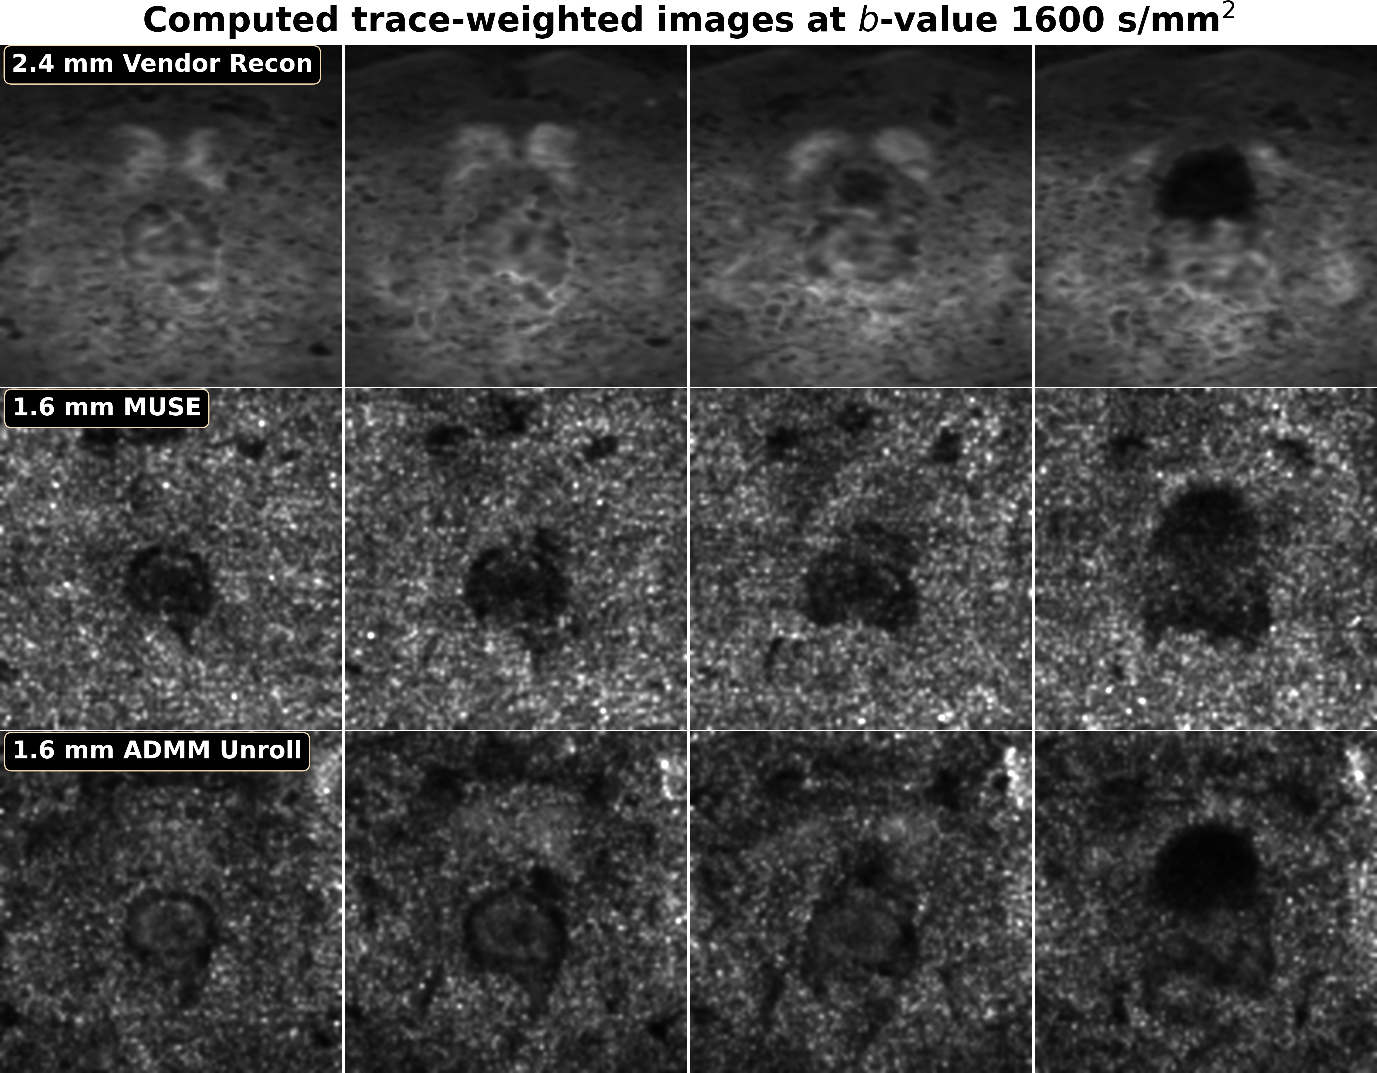 Computed trace-weighted images at b-value 1600 s/mm²
2.4 mm Vendor Recon
1.6 mm MUSE
1.6 mm ADMM Unroll